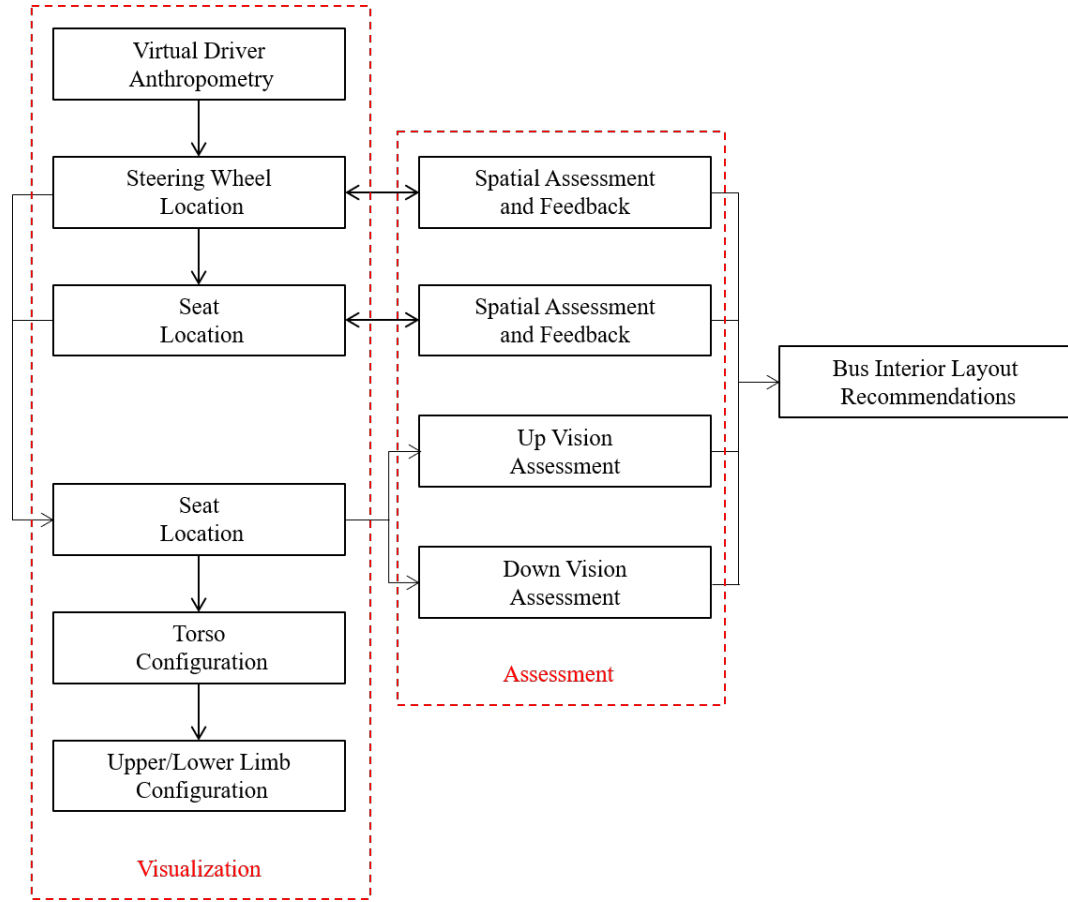 Virtual Driver
Anthropometry
Steering Wheel
Location
Spatial Assessment
and Feedback
Seat
Location
Spatial Assessment
and Feedback
Bus Interior Layout
Recommendations
Up Vision
Assessment
Seat
Location
Down Vision
Assessment
Torso
Configuration
Assessment
Upper/Lower Limb
Configuration
Visualization